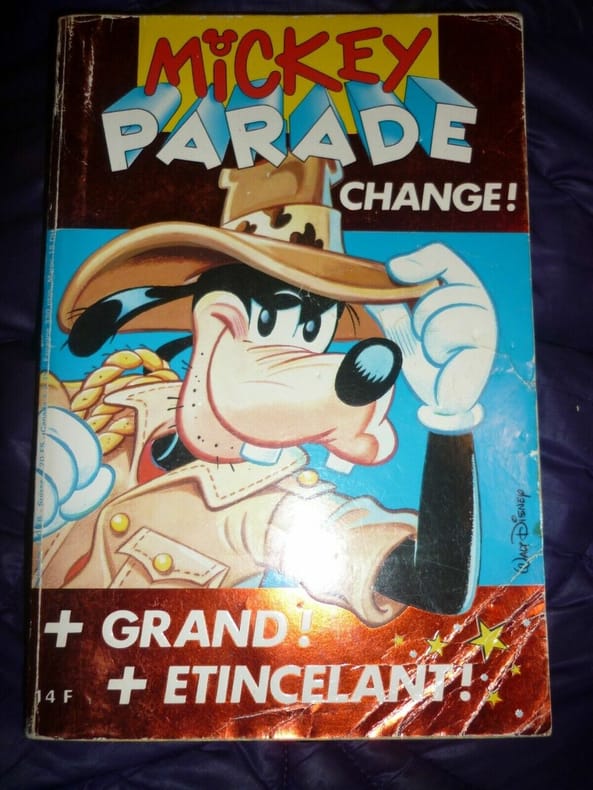 MiCKEY
PARADE
CHANGE!
WALT DISNEY
+ GRAND!
+ ETINCELANT!
14 F